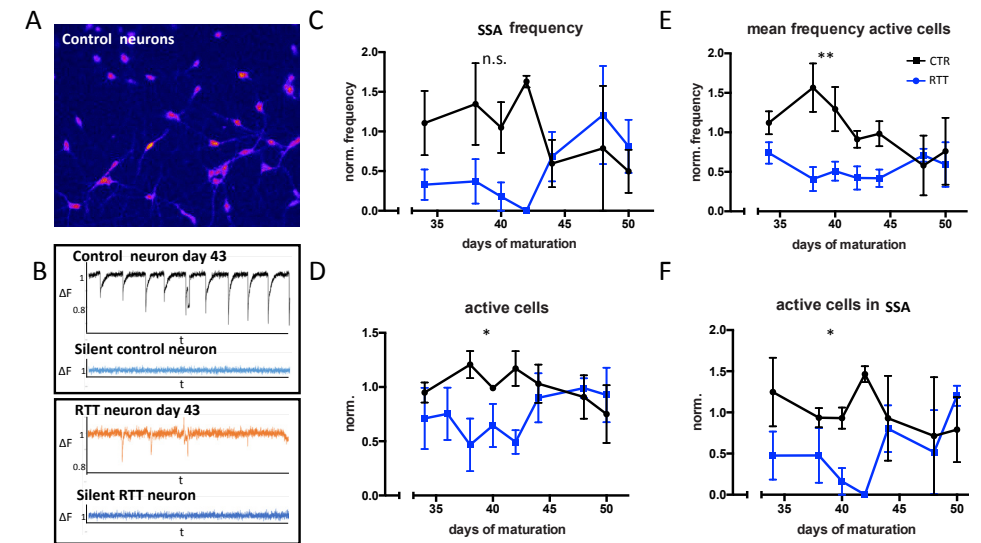 A
Control neurons
B
Control neuron day 43
ΔF
1
0.8
t
Silent control neuron
ΔF
1
t
RTT neuron day 43
ΔF
1
0.8
t
Silent RTT neuron
ΔF
1
t
C
SSA frequency
n.s.
norm. frequency
2.0
1.5
1.0
0.5
0.0
35 40 45 50
days of maturation
D
active cells
*
norm.
1.5
1.0
0.5
0.0
35 40 45 50
days of maturation
E
mean frequency active cells
**
CTR
RTT
norm. frequency
2.0
1.5
1.0
0.5
0.0
35 40 45 50
days of maturation
F
active cells in SSA
*
norm.
2.0
1.5
1.0
0.5
0.0
35 40 45 50
days of maturation